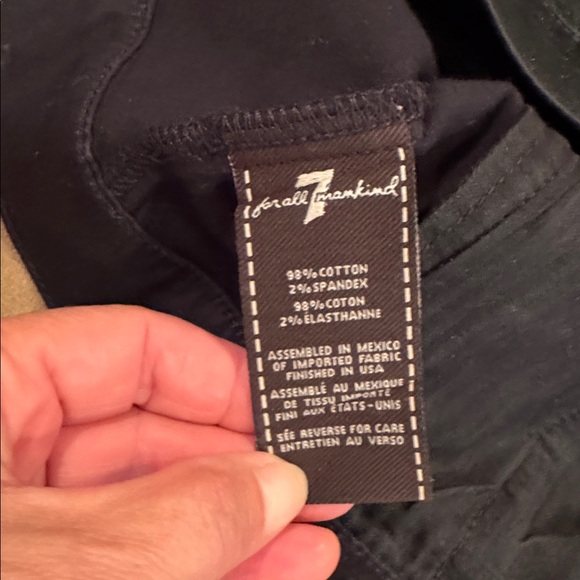 for all 7 mankind
98% COTTON
2% SPANDEX
98% COTON
2% ÉLASTHANNE
ASSEMBLED IN MEXICO
OF IMPORTED FABRIC
FINISHED IN USA
ASSEMBLÉ AU MEXIQUE
DE TISSU IMPORTÉ
FINI AUX ÉTATS-UNIS
SÉE REVERSE FOR CARE
ENTRETIEN AU VERSO